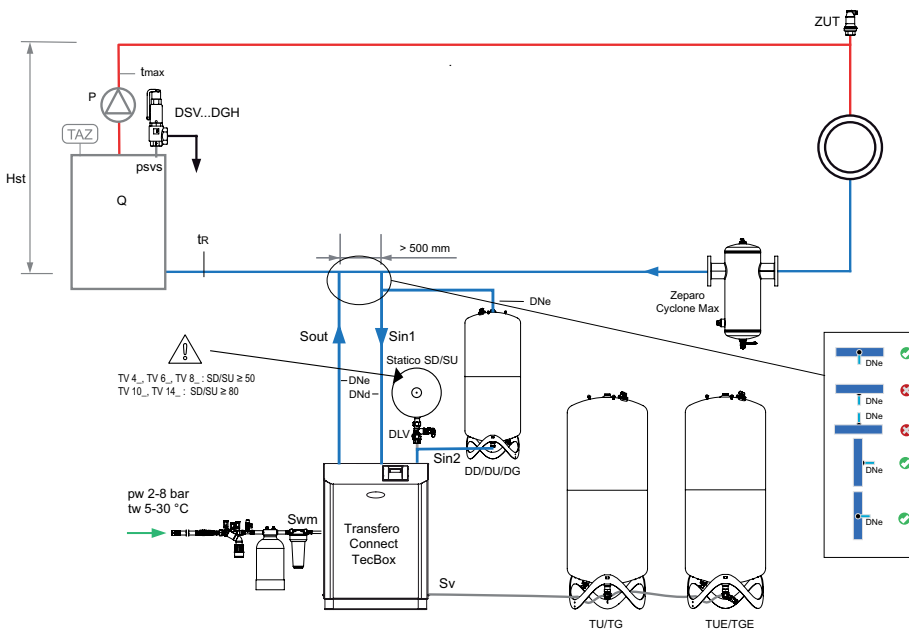 ZUT
tmax
P
DSV...DGH
TAZ
psvs
Hst
Q
tR
> 500 mm
Zeparo
Cyclone Max
DNe
Sout
Sin1
Statico SD/SU
TV 4_, TV 6_, TV 8_ : SD/SU ≥ 50
TV 10_, TV 14_ : SD/SU ≥ 80
DNe
DNd
DLV
Sin2
DD/DU/DG
DNe
DNe
DNe
DNe
DNe
pw 2-8 bar
tw 5-30 °C
Swm
Transfero
Connect
TecBox
Sv
TU/TG
TUE/TGE